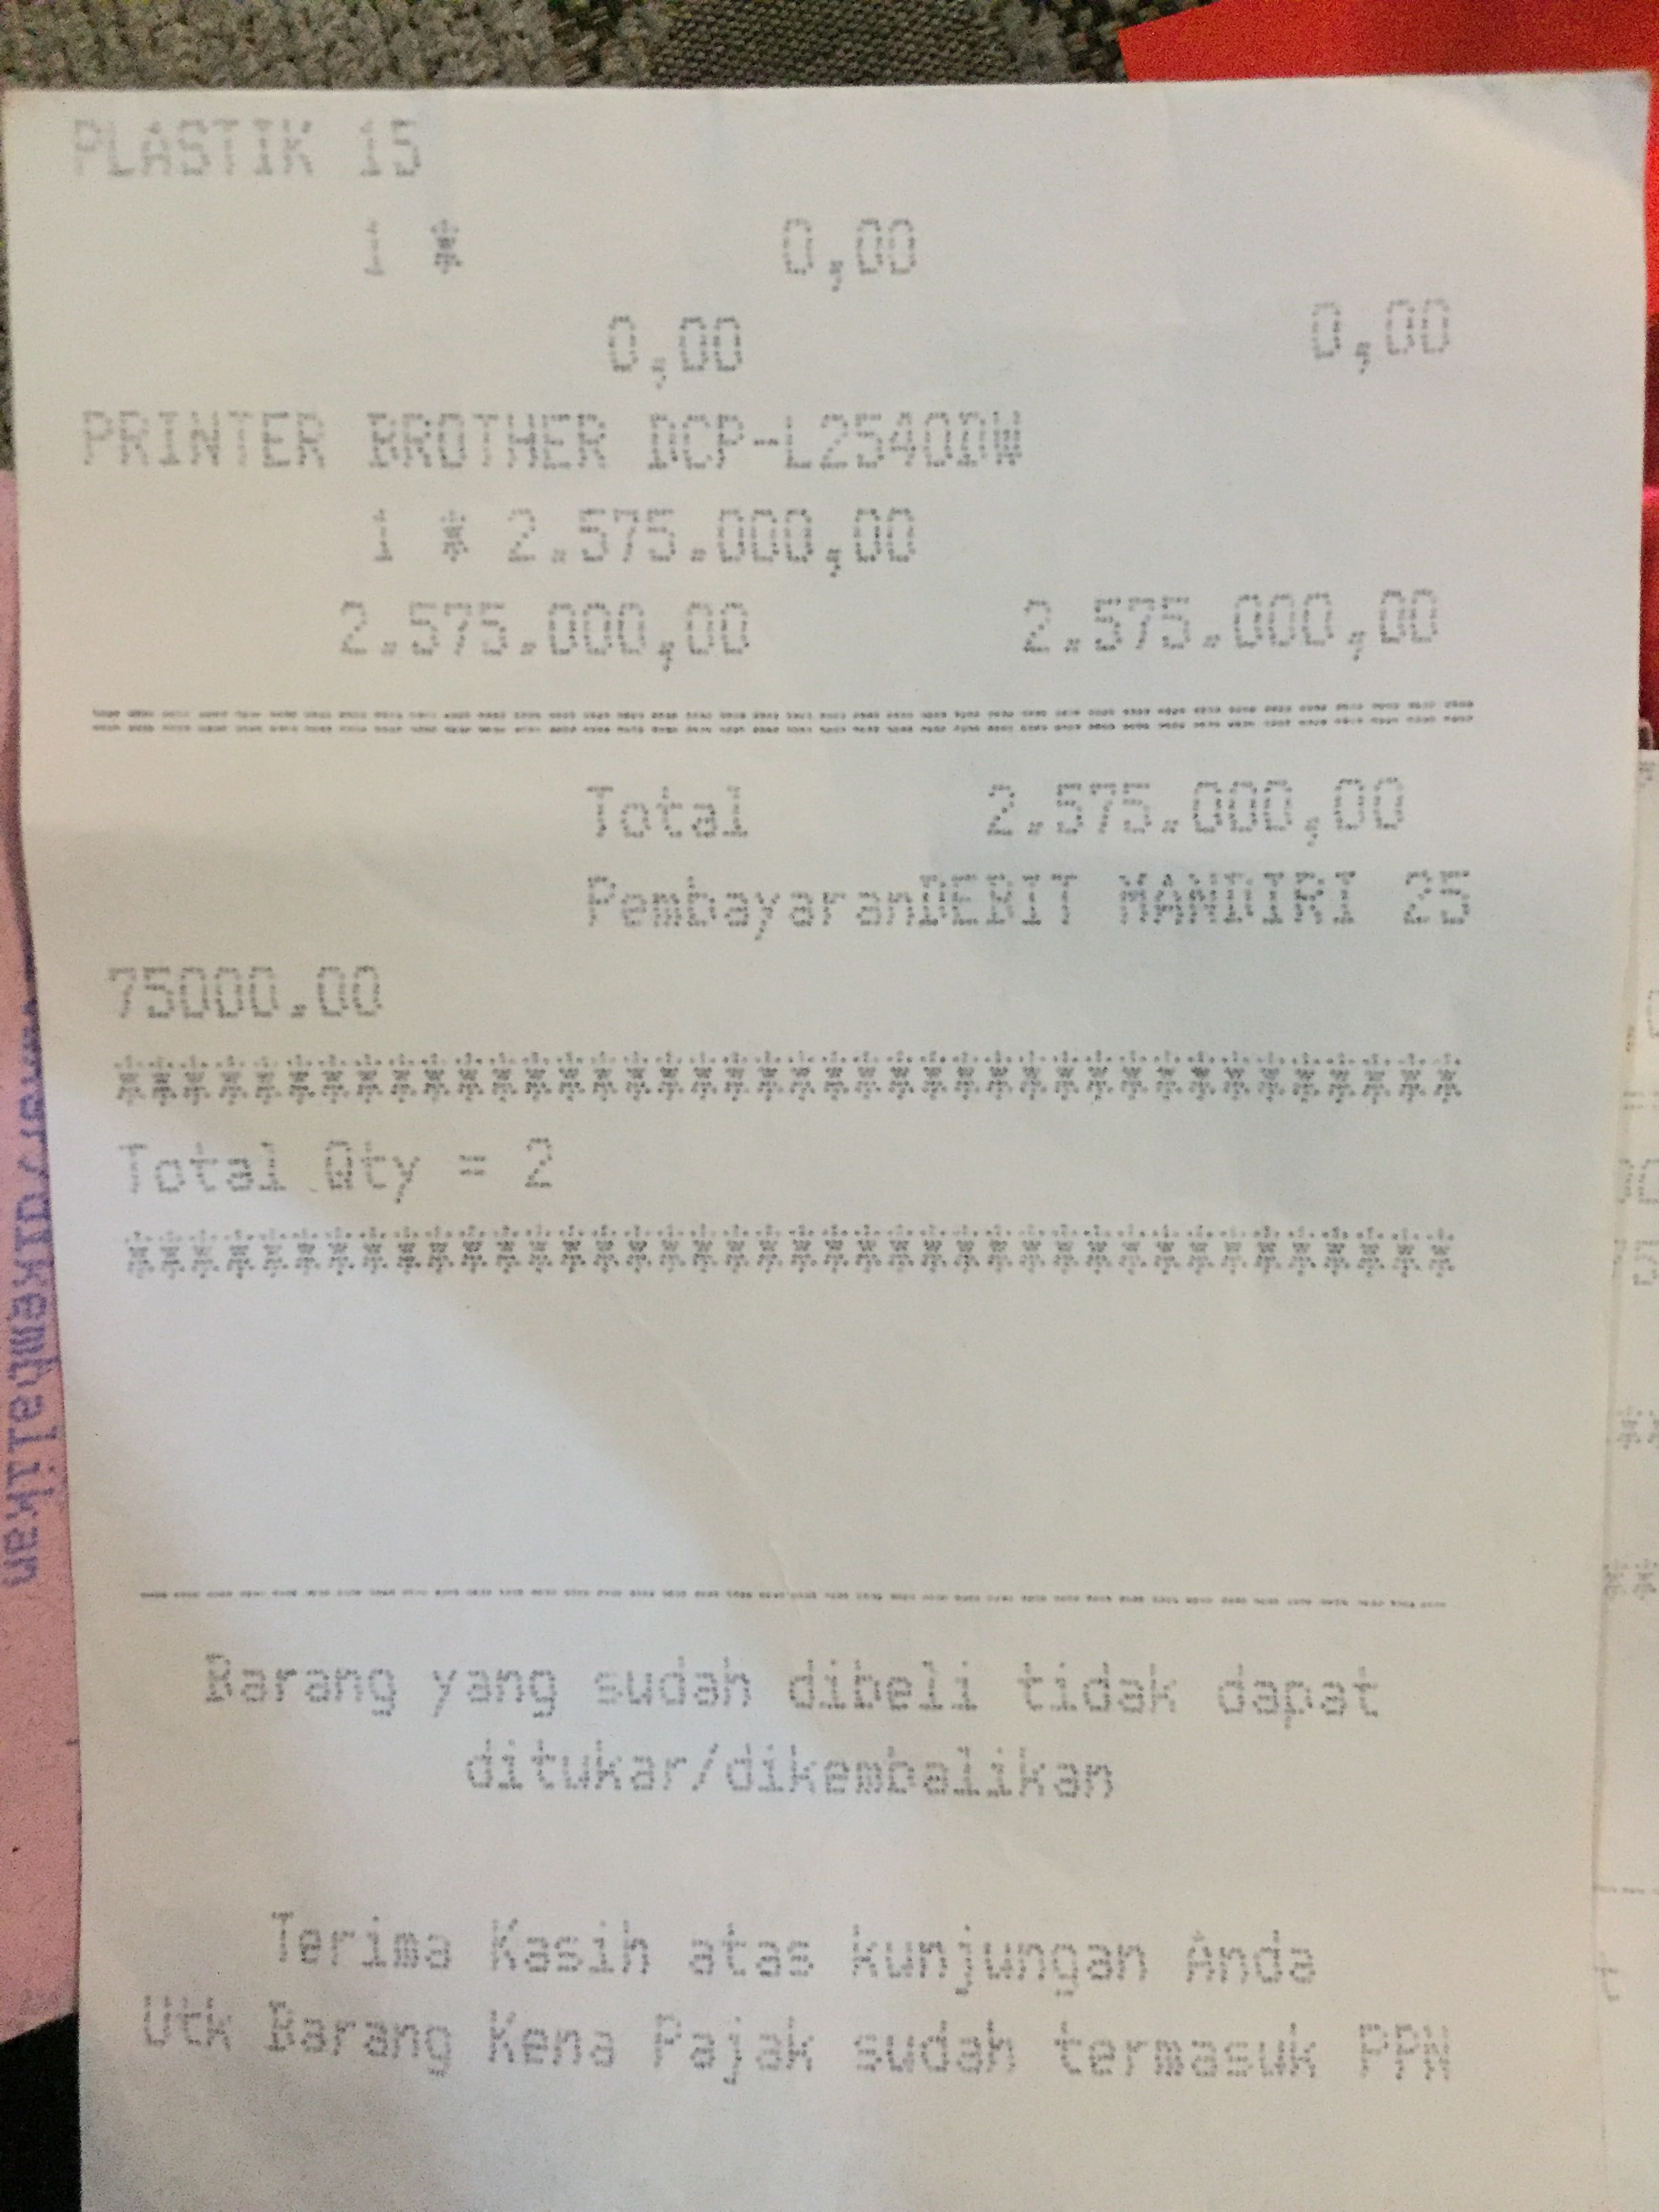 PLASTIK 15
1 * 0,00
0,00 0,00
PRINTER BROTHER DCP-L2540DW
1 * 2.575.000,00
2.575.000,00 2.575.000,00
========================================
Total 2.575.000,00
PembayaranDEBIT MANDIRI 25
75000.00
***************************************
Total Qty = 2
**************************************
---------------------------------------
Barang yang sudah dibeli tidak dapat
ditukar/dikembalikan
Terima Kasih atas kunjungan Anda
Utk Barang Kena Pajak sudah termasuk PPN
dikembalikan